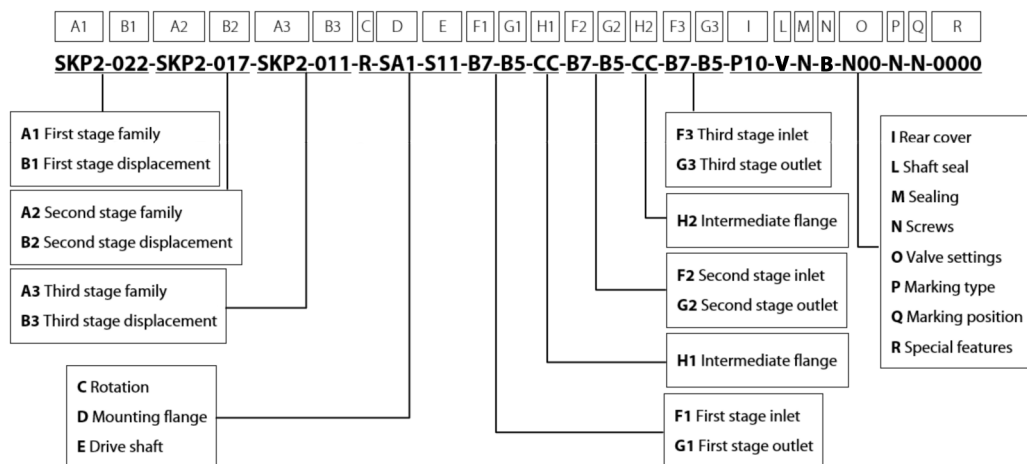 A1 B1 A2 B2 A3 B3 C D E F1 G1 H1 F2 G2 H2 F3 G3 I L M N O P Q R
SKP2-022-SKP2-017-SKP2-011-R-SA1-S11-B7-B5-CC-B7-B5-CC-B7-B5-P10-V-N-B-N00-N-N-0000
A1 First stage family
B1 First stage displacement
A2 Second stage family
B2 Second stage displacement
A3 Third stage family
B3 Third stage displacement
C Rotation
D Mounting flange
E Drive shaft
F3 Third stage inlet
G3 Third stage outlet
H2 Intermediate flange
F2 Second stage inlet
G2 Second stage outlet
H1 Intermediate flange
F1 First stage inlet
G1 First stage outlet
I Rear cover
L Shaft seal
M Sealing
N Screws
O Valve settings
P Marking type
Q Marking position
R Special features